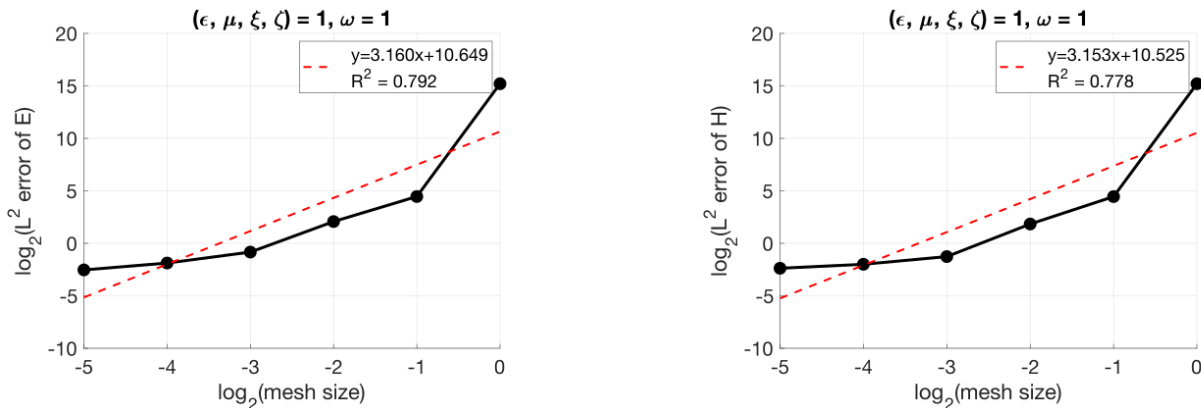 (ϵ, μ, ξ, ζ) = 1, ω = 1
20
15
10
5
0
-5
-10
log₂(L² error of E)
y=3.160x+10.649
R² = 0.792
-5 -4 -3 -2 -1 0
log₂(mesh size)
(ϵ, μ, ξ, ζ) = 1, ω = 1
20
15
10
5
0
-5
-10
log₂(L² error of H)
y=3.153x+10.525
R² = 0.778
-5 -4 -3 -2 -1 0
log₂(mesh size)